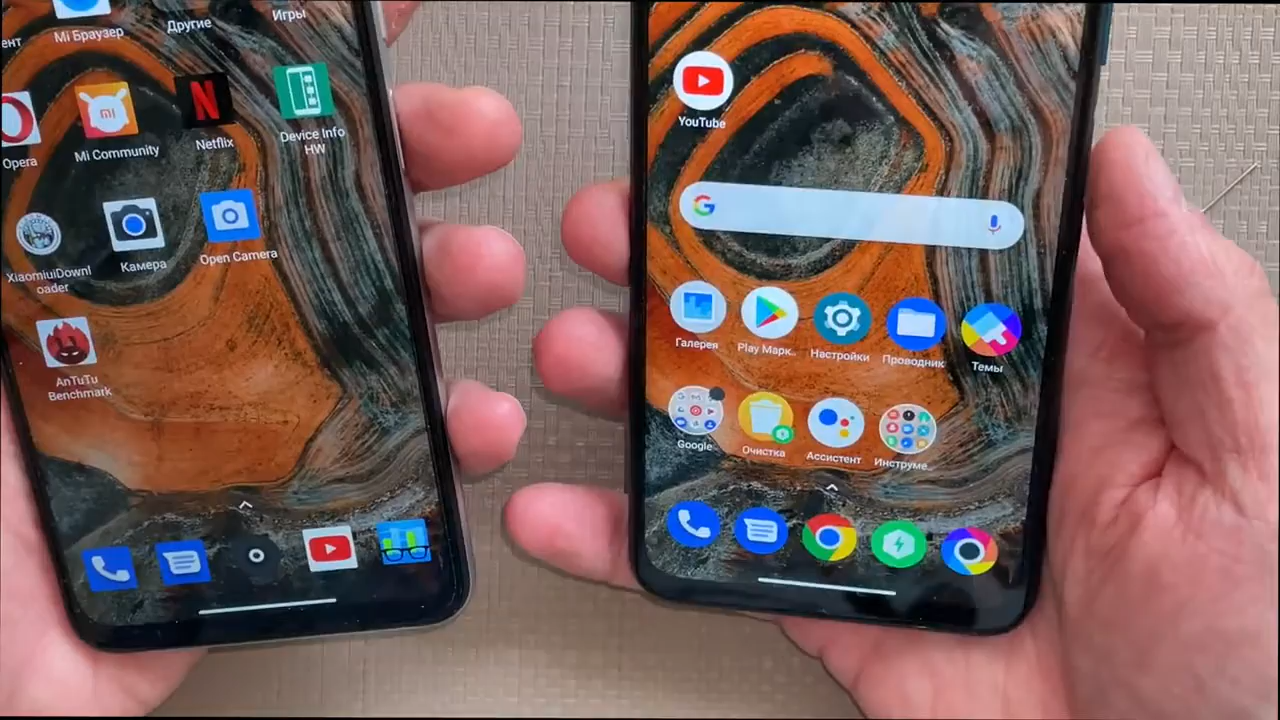 ент
Mi Браузер
Другие
Игры
Opera
Mi Community
Netflix
Device Info
HW
XiaomiuiDownl
oader
Камера
Open Camera
AnTuTu
Benchmark
YouTube
Галерея
Play Марк..
Настройки
Проводник
Темы
Google
Очистка
Ассистент
Инструме..